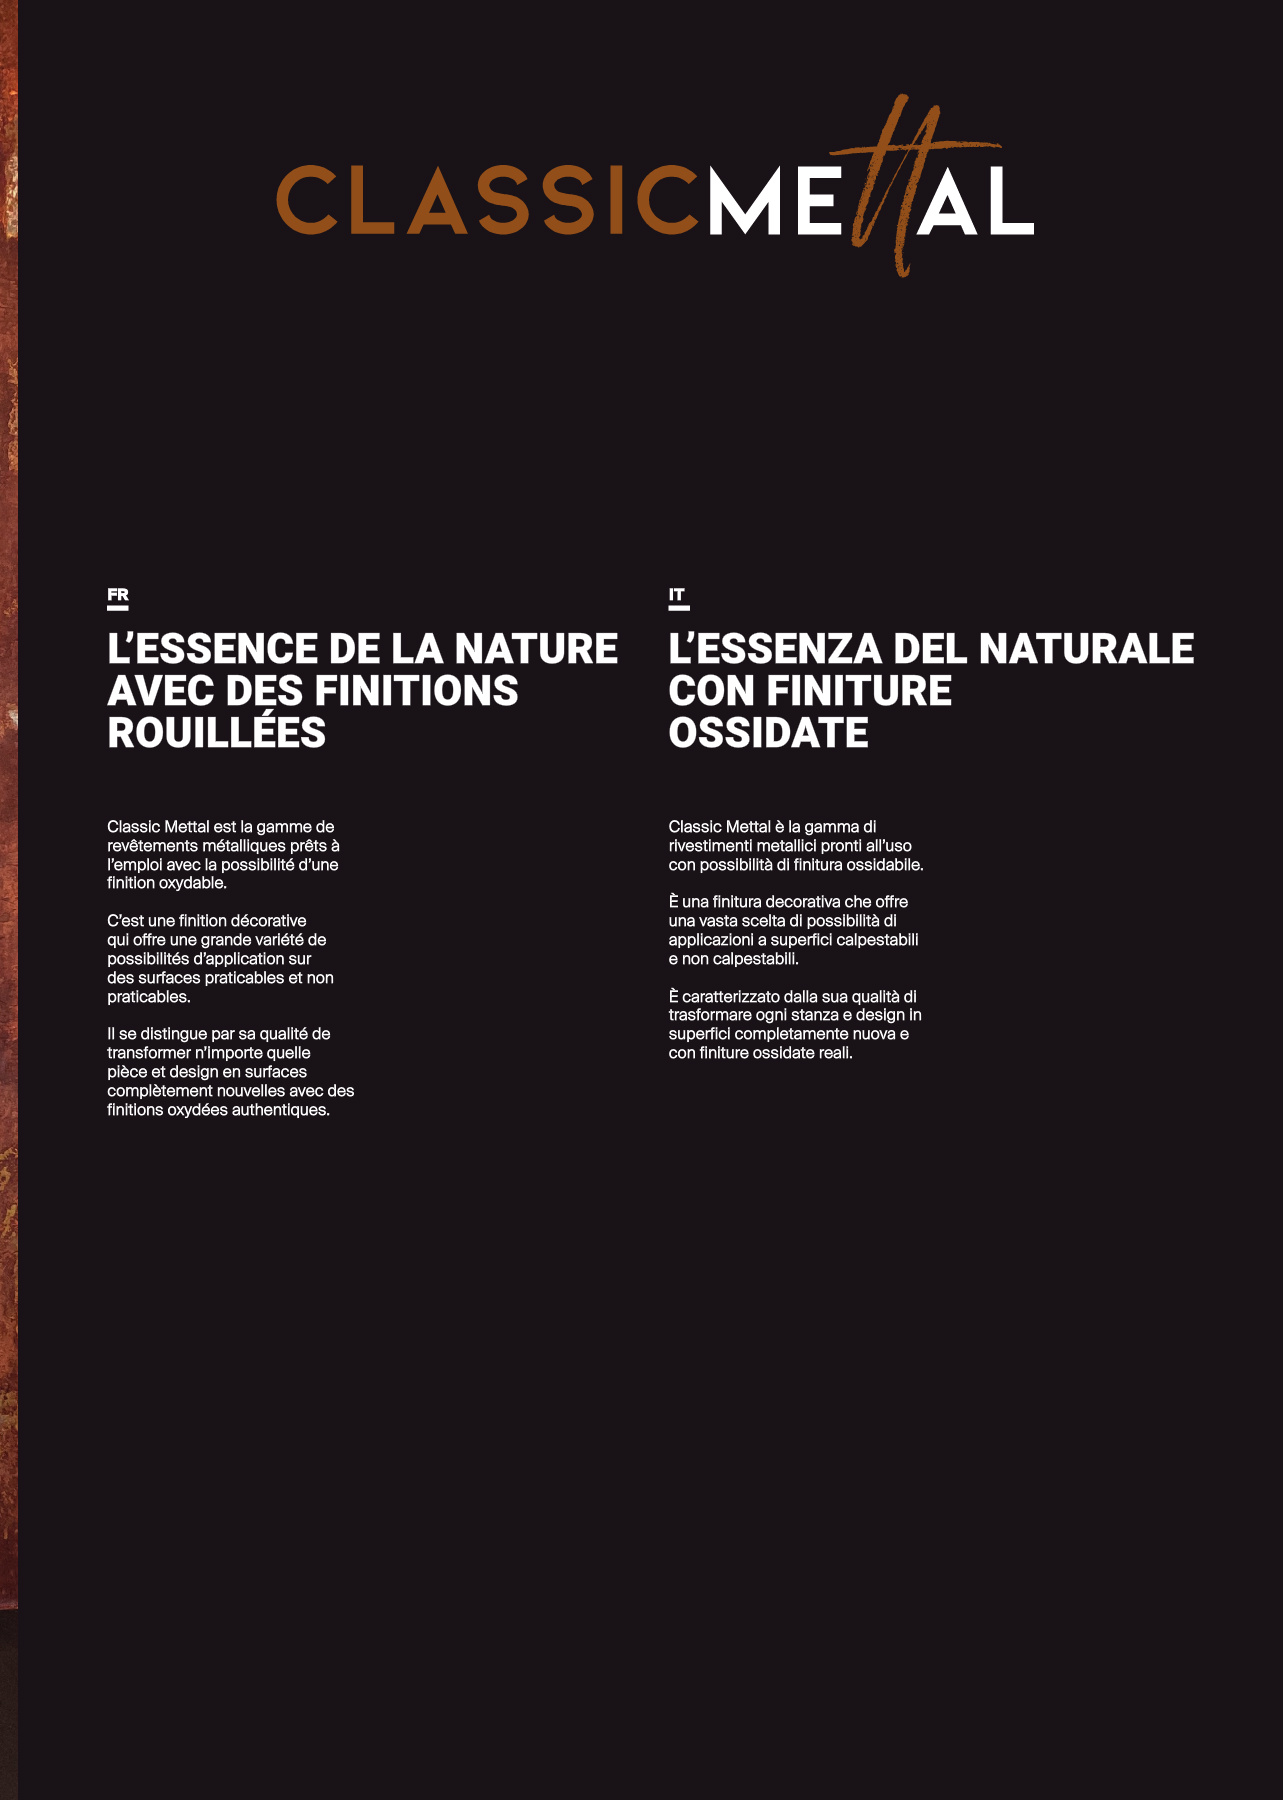 CLASSICMEttAL
FR
L’ESSENCE DE LA NATURE
AVEC DES FINITIONS
ROUILLÉES
Classic Mettal est la gamme de
revêtements métalliques prêts à
l’emploi avec la possibilité d’une
finition oxydable.
C’est une finition décorative
qui offre une grande variété de
possibilités d’application sur
des surfaces praticables et non
praticables.
Il se distingue par sa qualité de
transformer n’importe quelle
pièce et design en surfaces
complètement nouvelles avec des
finitions oxydées authentiques.
IT
L’ESSENZA DEL NATURALE
CON FINITURE
OSSIDATE
Classic Mettal è la gamma di
rivestimenti metallici pronti all’uso
con possibilità di finitura ossidabile.
È una finitura decorativa che offre
una vasta scelta di possibilità di
applicazioni a superfici calpestabili
e non calpestabili.
È caratterizzato dalla sua qualità di
trasformare ogni stanza e design in
superfici completamente nuova e
con finiture ossidate reali.